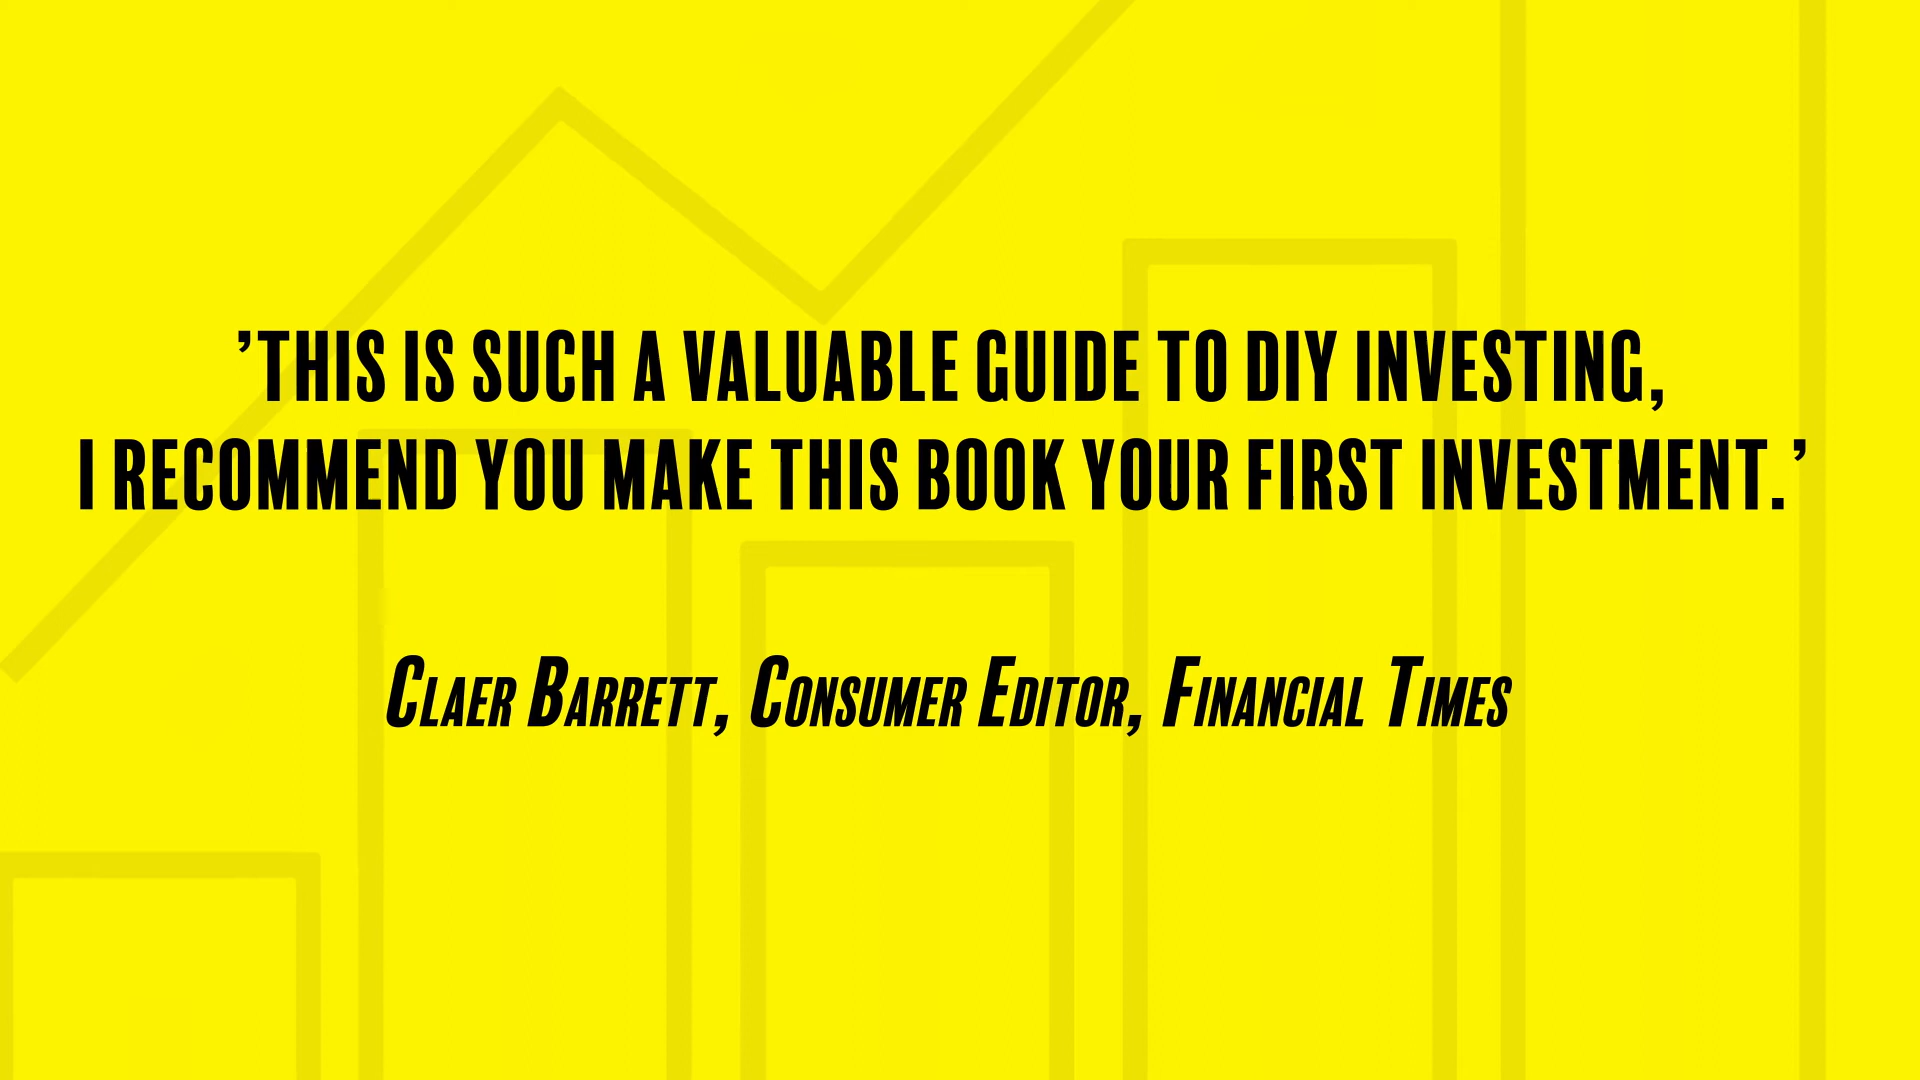 ’THIS IS SUCH A VALUABLE GUIDE TO DIY INVESTING,
I RECOMMEND YOU MAKE THIS BOOK YOUR FIRST INVESTMENT.’
CLAER BARRETT, CONSUMER EDITOR, FINANCIAL TIMES